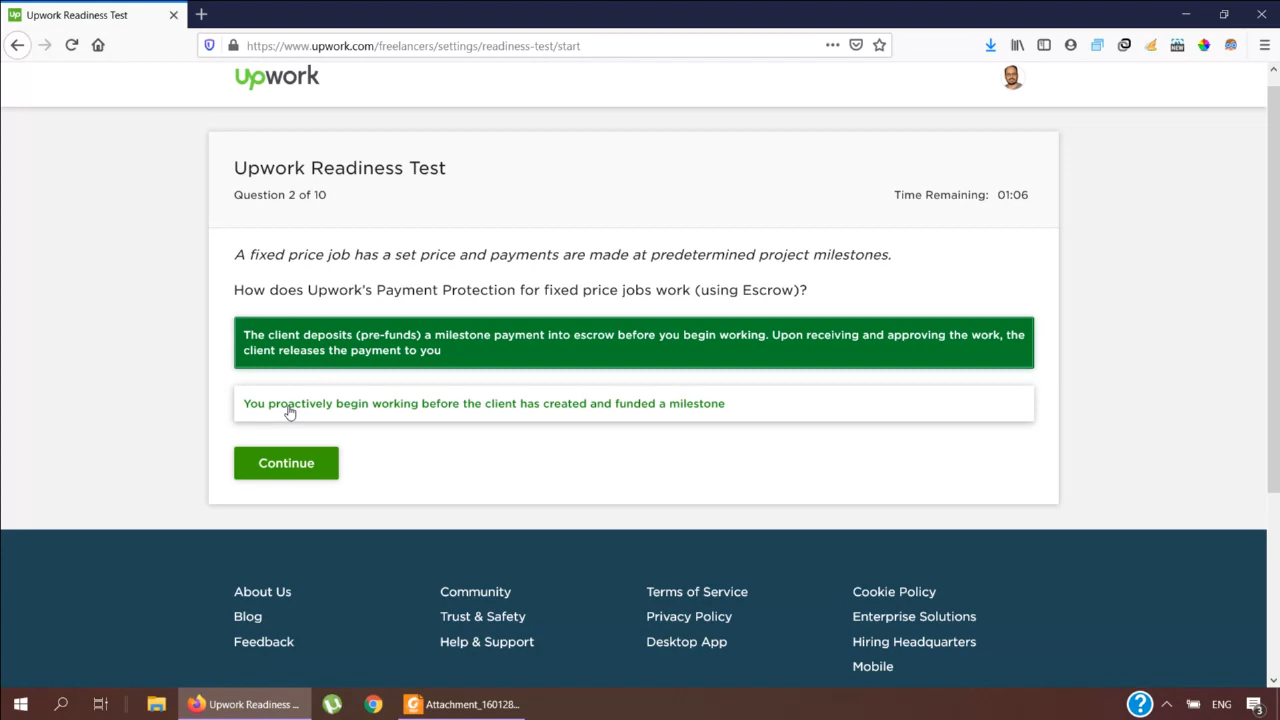 Up Upwork Readiness Test
https://www.upwork.com/freelancers/settings/readiness-test/start
upwork
Upwork Readiness Test
Question 2 of 10
Time Remaining: 01:06
A fixed price job has a set price and payments are made at predetermined project milestones.
How does Upwork's Payment Protection for fixed price jobs work (using Escrow)?
The client deposits (pre-funds) a milestone payment into escrow before you begin working. Upon receiving and approving the work, the
client releases the payment to you
You proactively begin working before the client has created and funded a milestone
Continue
About Us
Community
Terms of Service
Cookie Policy
Blog
Trust & Safety
Privacy Policy
Enterprise Solutions
Feedback
Help & Support
Desktop App
Hiring Headquarters
Mobile
Upwork Readiness ...
Attachment_160128...
ENG
3